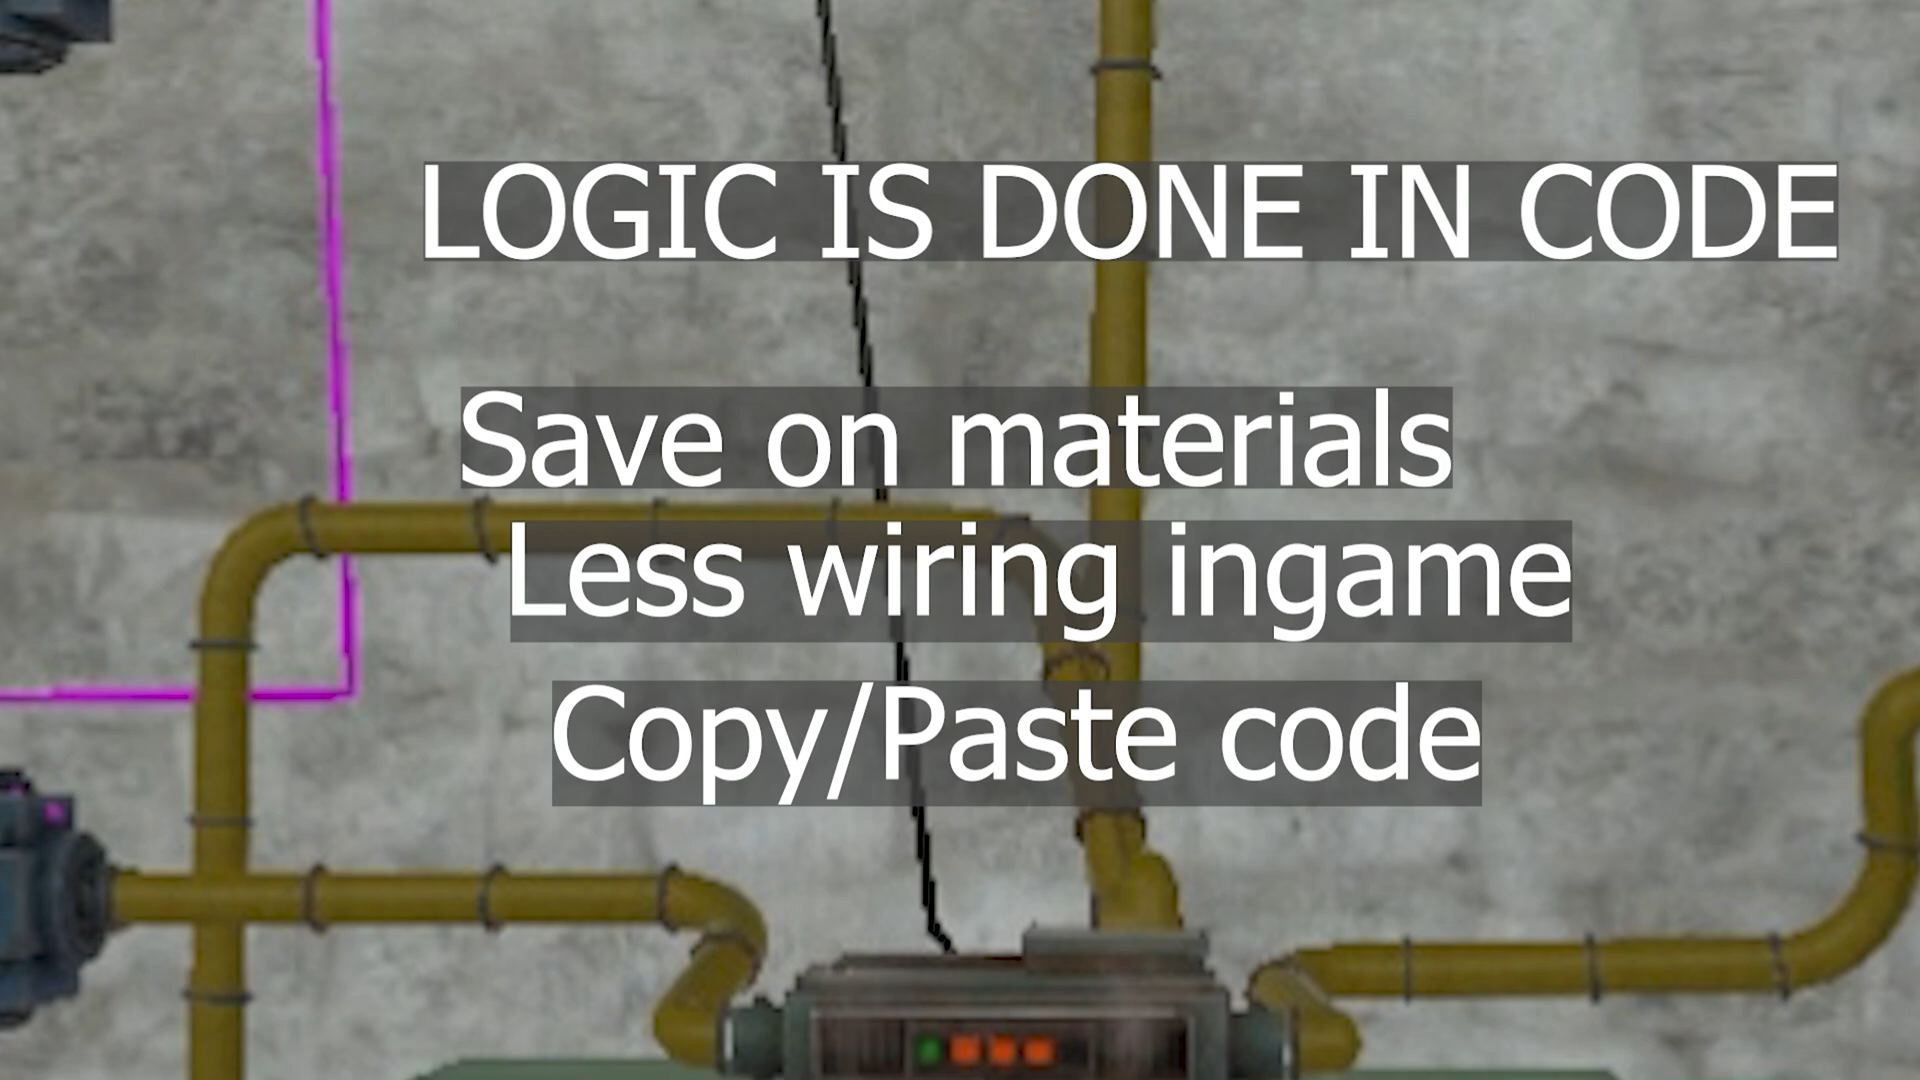 LOGIC IS DONE IN CODE
Save on materials
Less wiring ingame
Copy/Paste code